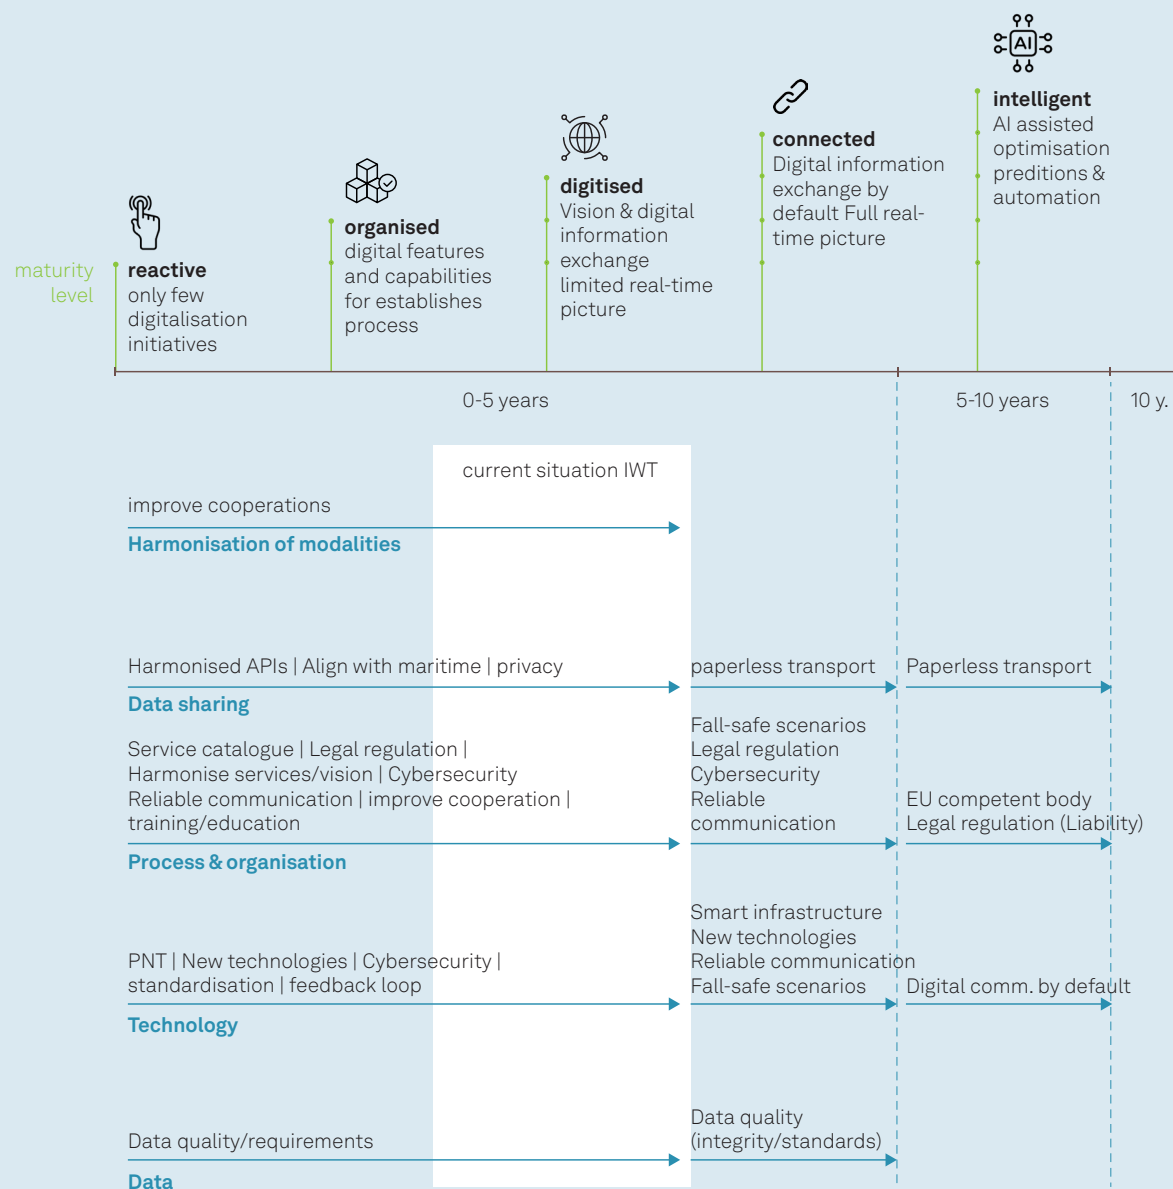 AI
intelligent
AI assisted
optimisation
preditions &
automation
connected
Digital information
exchange by
default Full real-
time picture
digitised
Vision & digital
information
exchange
limited real-time
picture
organised
digital features
and capabilities
for establishes
process
maturity
level
reactive
only few
digitalisation
initiatives
0-5 years
5-10 years
10 y.
current situation IWT
improve cooperations
Harmonisation of modalities
Harmonised APIs | Align with maritime | privacy
paperless transport
Paperless transport
Data sharing
Service catalogue | Legal regulation |
Harmonise services/vision | Cybersecurity
Reliable communication | improve cooperation |
training/education
Fall-safe scenarios
Legal regulation
Cybersecurity
Reliable
communication
EU competent body
Legal regulation (Liability)
Process & organisation
PNT | New technologies | Cybersecurity |
standardisation | feedback loop
Smart infrastructure
New technologies
Reliable communication
Fall-safe scenarios
Digital comm. by default
Technology
Data quality/requirements
Data quality
(integrity/standards)
Data